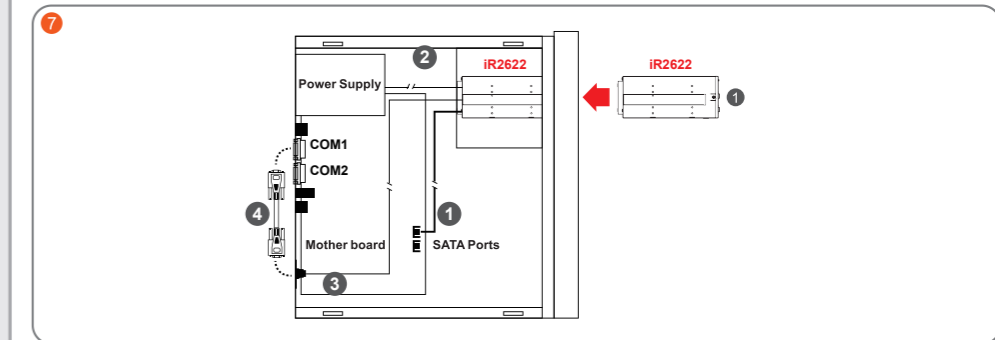 7
2
iR2622
iR2622
Power Supply
1
COM1
COM2
4
1
Mother board
SATA Ports
3